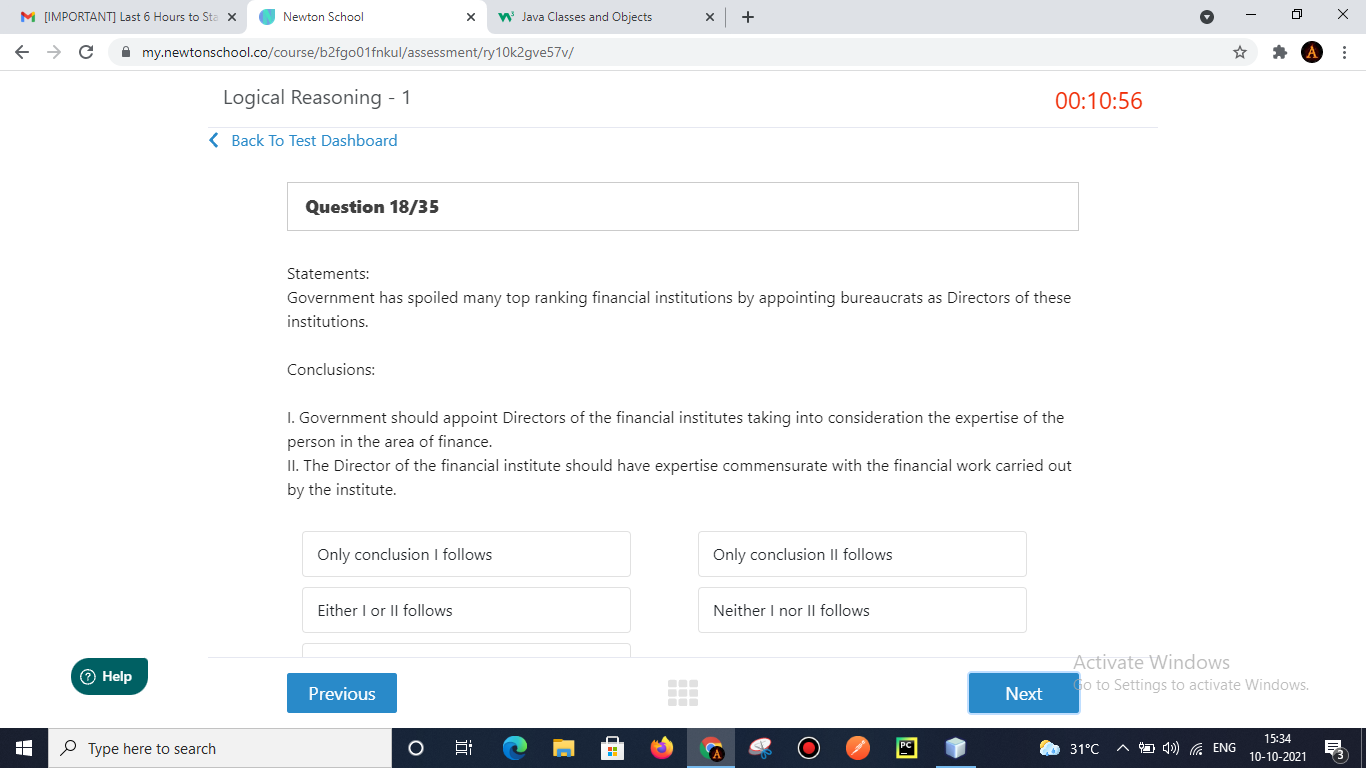 [IMPORTANT] Last 6 Hours to Sta
Newton School
Java Classes and Objects
my.newtonschool.co/course/b2fgo01fnkul/assessment/ry10k2gve57v/
A
Logical Reasoning - 1
00:10:56
Back To Test Dashboard
Question 18/35
Statements:
Government has spoiled many top ranking financial institutions by appointing bureaucrats as Directors of these
institutions.
Conclusions:
I. Government should appoint Directors of the financial institutes taking into consideration the expertise of the
person in the area of finance.
II. The Director of the financial institute should have expertise commensurate with the financial work carried out
by the institute.
Only conclusion I follows
Only conclusion II follows
Either I or II follows
Neither I nor II follows
Activate Windows
Go to Settings to activate Windows.
? Help
Previous
Next
Type here to search
A
PC
31°C
ENG
15:34
10-10-2021
3